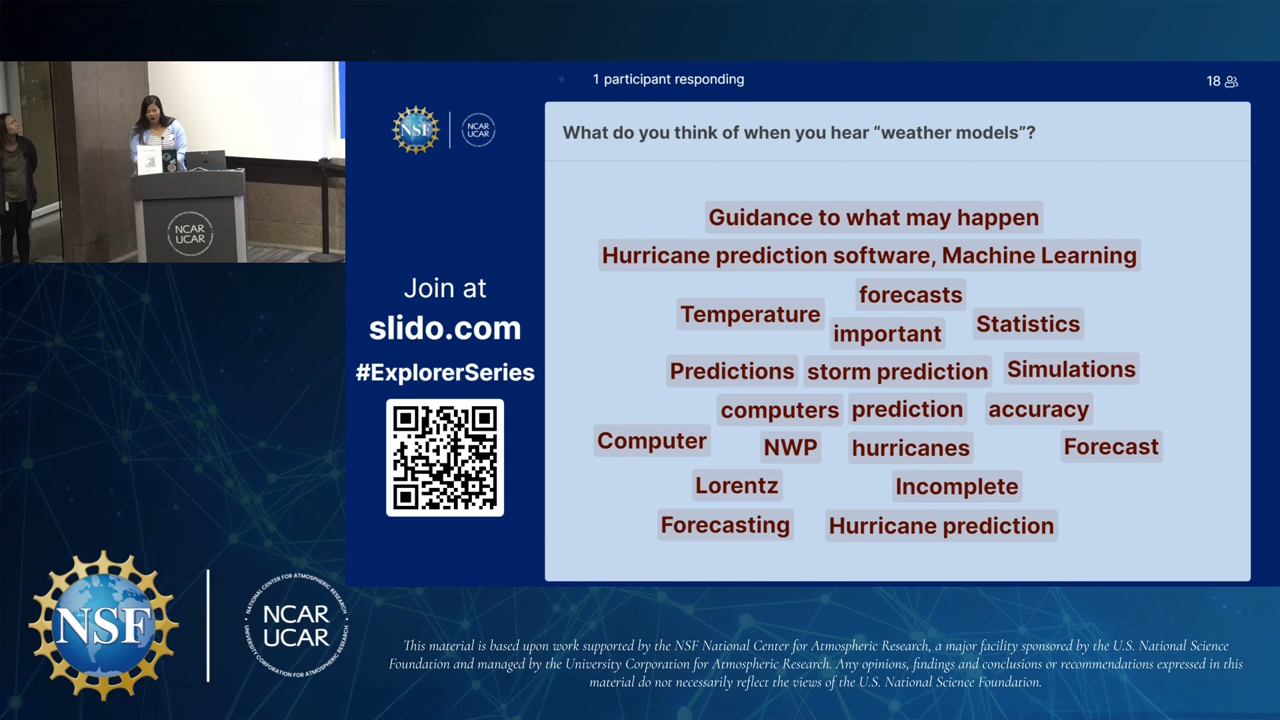 1 participant responding
18
NSF
NCAR
UCAR
What do you think of when you hear “weather models”?
Guidance to what may happen
Hurricane prediction software, Machine Learning
forecasts
Temperature
important
Statistics
Predictions
storm prediction
Simulations
computers
prediction
accuracy
Computer
NWP
hurricanes
Forecast
Lorentz
Incomplete
Forecasting
Hurricane prediction
Join at
slido.com
#ExplorerSeries
NCAR
UCAR
NSF
NATIONAL CENTER FOR ATMOSPHERIC RESEARCH
NCAR
UCAR
UNIVERSITY CORPORATION FOR ATMOSPHERIC RESEARCH
This material is based upon work supported by the NSF National Center for Atmospheric Research, a major facility sponsored by the U.S. National Science
Foundation and managed by the University Corporation for Atmospheric Research. Any opinions, findings and conclusions or recommendations expressed in this
material do not necessarily reflect the views of the U.S. National Science Foundation.